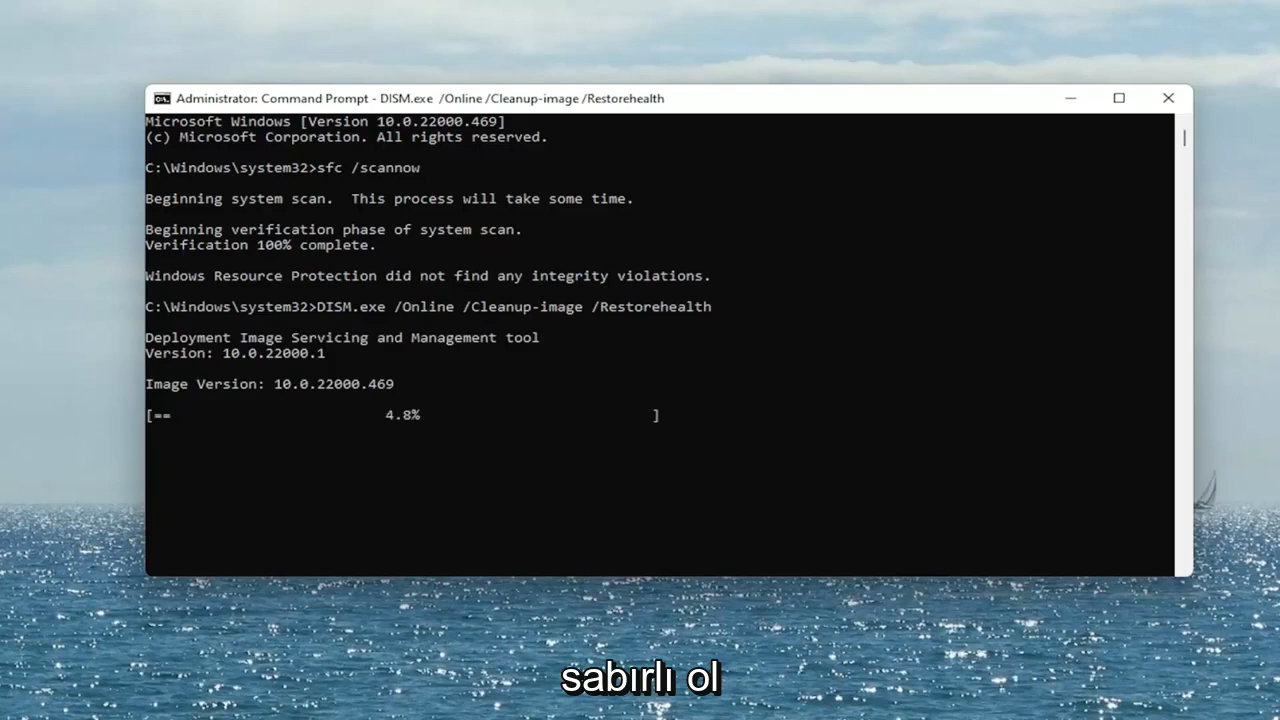 Administrator: Command Prompt - DISM.exe /Online /Cleanup-image /Restorehealth
Microsoft Windows [Version 10.0.22000.469]
(c) Microsoft Corporation. All rights reserved.
C:\Windows\system32>sfc /scannow
Beginning system scan.  This process will take some time.
Beginning verification phase of system scan.
Verification 100% complete.
Windows Resource Protection did not find any integrity violations.
C:\Windows\system32>DISM.exe /Online /Cleanup-image /Restorehealth
Deployment Image Servicing and Management tool
Version: 10.0.22000.1
Image Version: 10.0.22000.469
[==                         4.8%                           ]
sabırlı ol